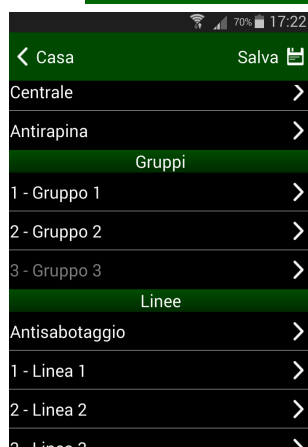 70% 17:22
Casa Salva
Centrale
Antirapina
Gruppi
1 - Gruppo 1
2 - Gruppo 2
3 - Gruppo 3
Linee
Antisabotaggio
1 - Linea 1
2 - Linea 2